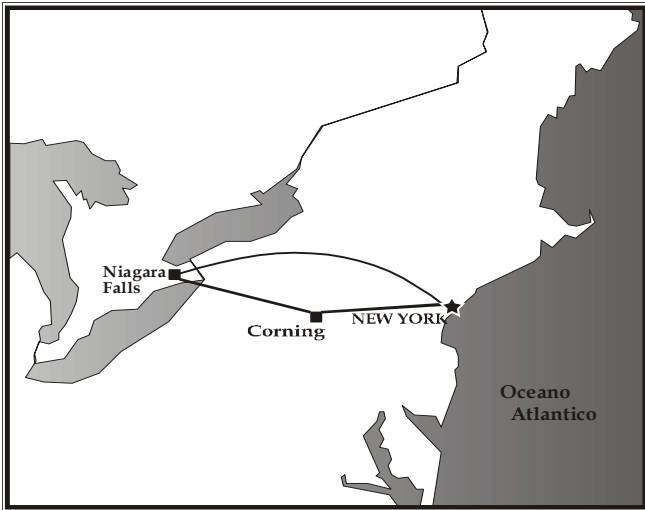 Niagara
Falls
Corning
NEW YORK
Oceano
Atlantico